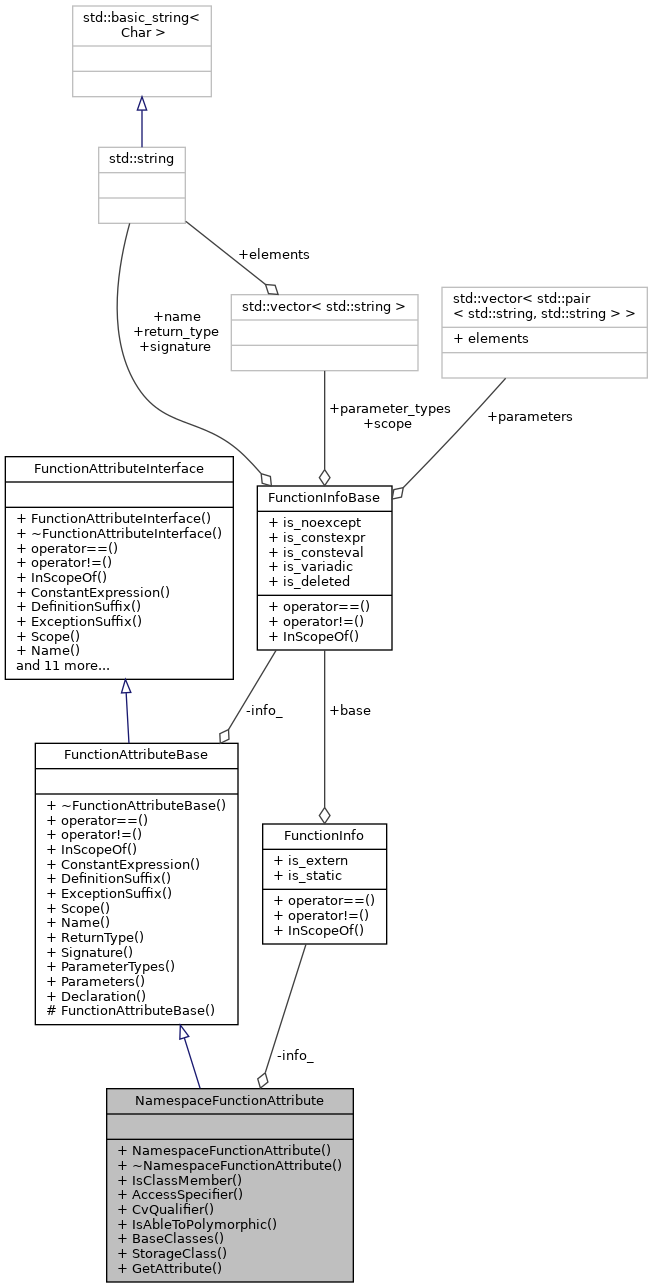 std::basic_string<
Char >
std::string
+elements
std::vector< std::string >
std::vector< std::pair
< std::string, std::string > >
+ elements
+name
+return_type
+signature
+parameter_types
+scope
+parameters
FunctionAttributeInterface
+ FunctionAttributeInterface()
+ ~FunctionAttributeInterface()
+ operator==()
+ operator!=()
+ InScopeOf()
+ ConstantExpression()
+ DefinitionSuffix()
+ ExceptionSuffix()
+ Scope()
+ Name()
and 11 more...
FunctionInfoBase
+ is_noexcept
+ is_constexpr
+ is_consteval
+ is_variadic
+ is_deleted
+ operator==()
+ operator!=()
+ InScopeOf()
-info_
+base
FunctionAttributeBase
+ ~FunctionAttributeBase()
+ operator==()
+ operator!=()
+ InScopeOf()
+ ConstantExpression()
+ DefinitionSuffix()
+ ExceptionSuffix()
+ Scope()
+ Name()
+ ReturnType()
+ Signature()
+ ParameterTypes()
+ Parameters()
+ Declaration()
# FunctionAttributeBase()
FunctionInfo
+ is_extern
+ is_static
+ operator==()
+ operator!=()
+ InScopeOf()
-info_
NamespaceFunctionAttribute
+ NamespaceFunctionAttribute()
+ ~NamespaceFunctionAttribute()
+ IsClassMember()
+ AccessSpecifier()
+ CvQualifier()
+ IsAbleToPolymorphic()
+ BaseClasses()
+ StorageClass()
+ GetAttribute()